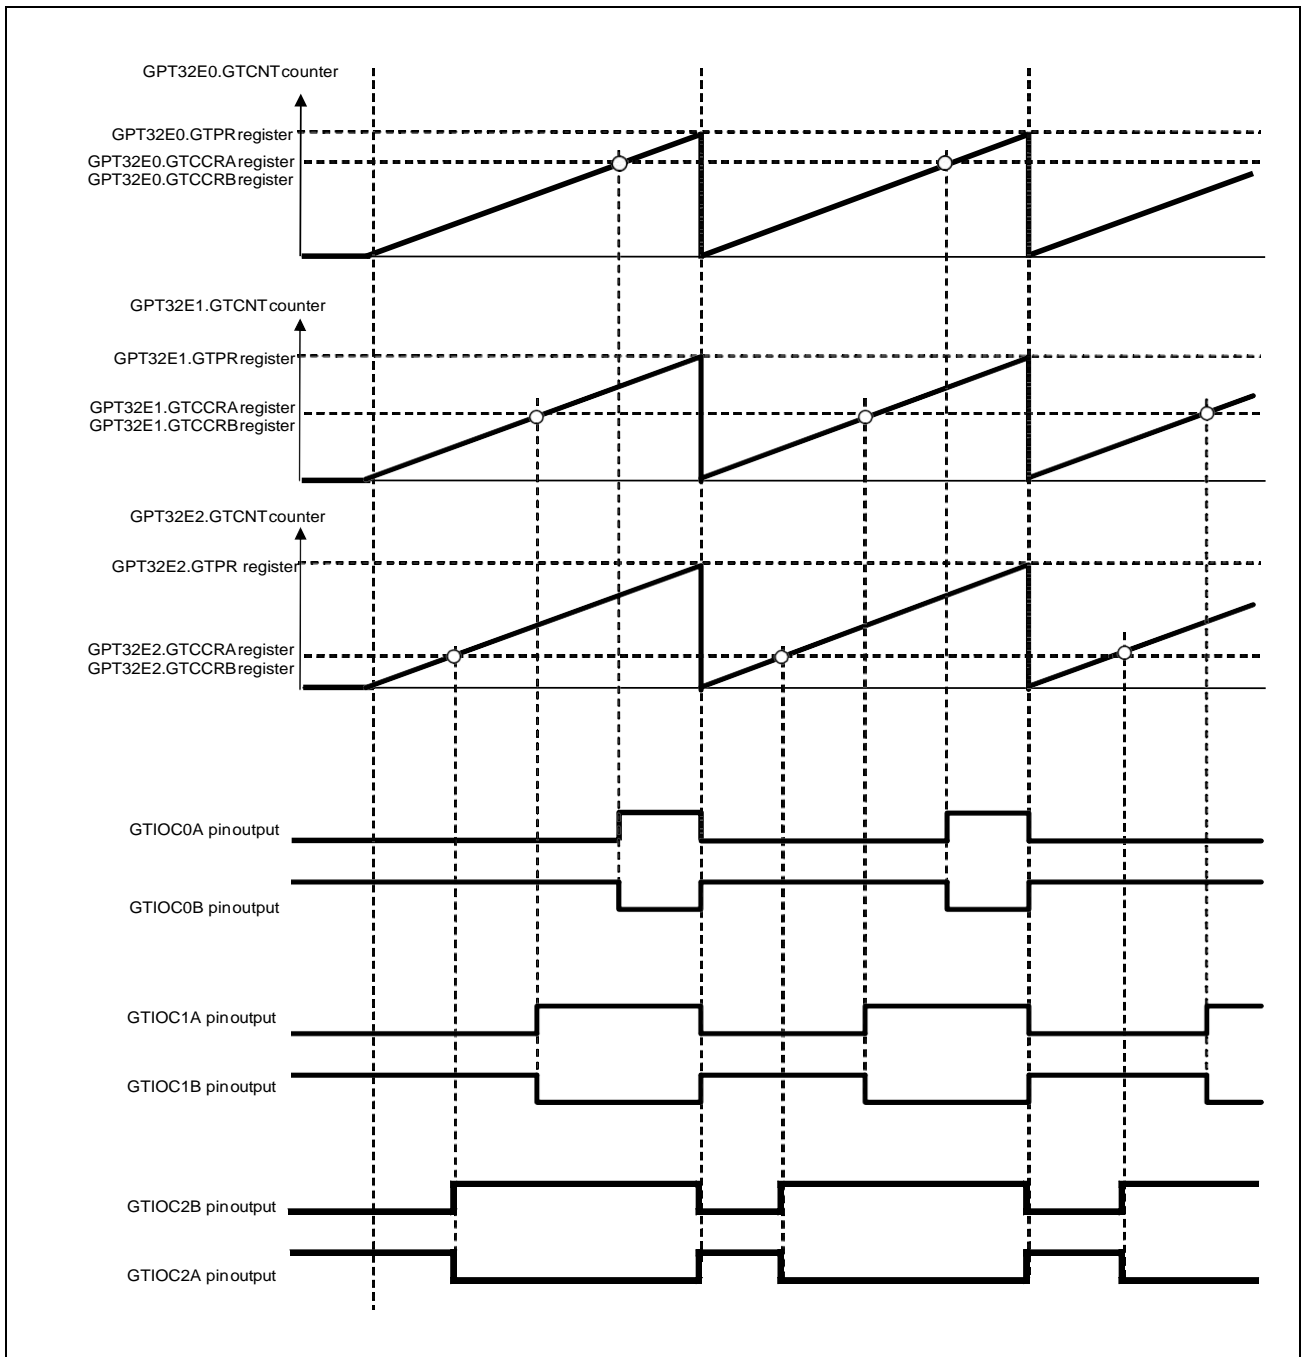 GPT32E0.GTCNT counter
GPT32E0.GTPR register
GPT32E0.GTCCRA register
GPT32E0.GTCCRB register
GPT32E1.GTCNT counter
GPT32E1.GTPR register
GPT32E1.GTCCRA register
GPT32E1.GTCCRB register
GPT32E2.GTCNT counter
GPT32E2.GTPR register
GPT32E2.GTCCRA register
GPT32E2.GTCCRB register
GTIOC0A pin output
GTIOC0B pin output
GTIOC1A pin output
GTIOC1B pin output
GTIOC2B pin output
GTIOC2A pin output